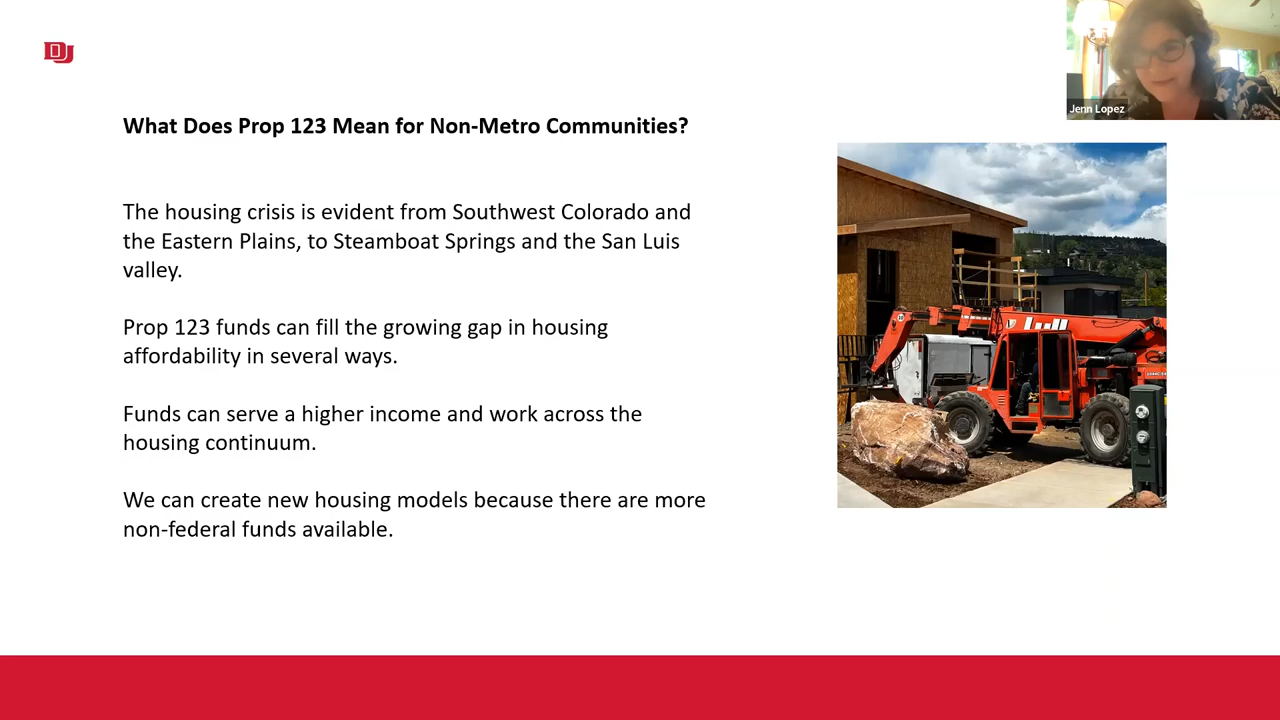 DU
Jenn Lopez
What Does Prop 123 Mean for Non-Metro Communities?
The housing crisis is evident from Southwest Colorado and
the Eastern Plains, to Steamboat Springs and the San Luis
valley.
Prop 123 funds can fill the growing gap in housing
affordability in several ways.
Funds can serve a higher income and work across the
housing continuum.
We can create new housing models because there are more
non-federal funds available.
Lull